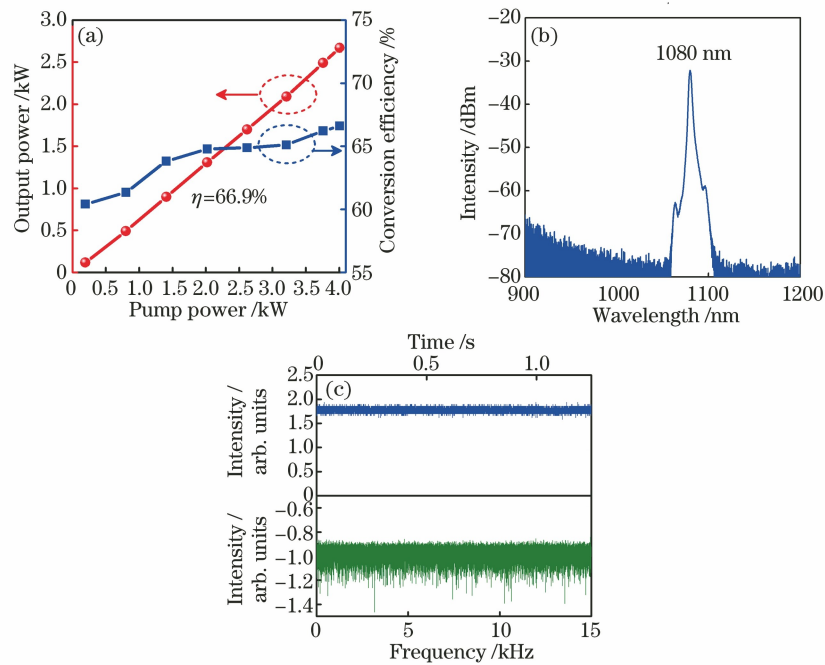 (a)
Output power /kW
3.0
2.5
2.0
1.5
1.0
0.5
0
75
70
65
60
55
Conversion efficiency /%
η=66.9%
0 0.5 1.0 1.5 2.0 2.5 3.0 3.5 4.0
Pump power /kW
(b)
Intensity /dBm
−20
−30
−40
−50
−60
−70
−80
1080 nm
900 1000 1100 1200
Wavelength /nm
Time /s
0 0.5 1.0
(c)
Intensity /
arb. units
2.5
2.0
1.5
1.0
0.5
0
Intensity /
arb. units
−0.6
−0.8
−1.0
−1.2
−1.4
0 5 10 15
Frequency /kHz